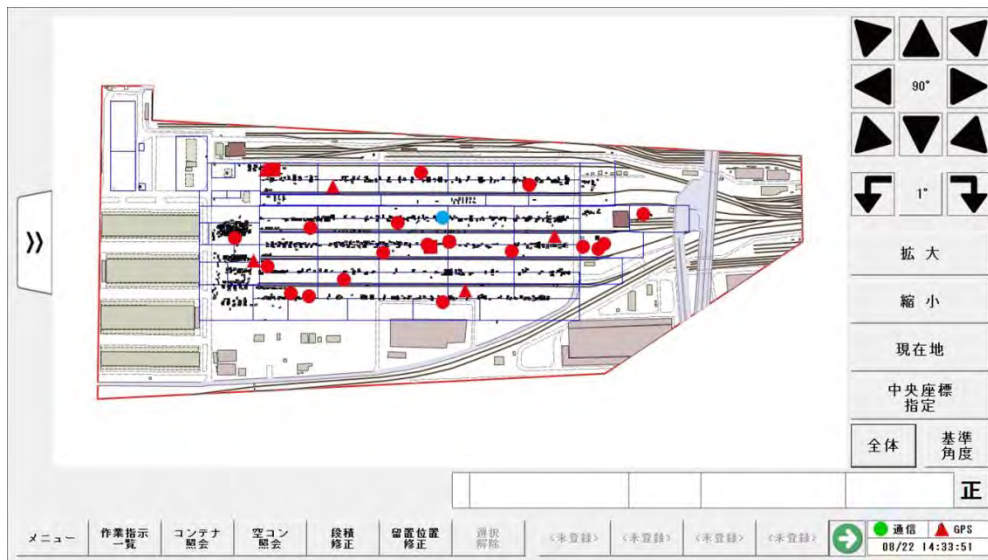 90°
1°
拡 大
縮 小
現在地
中央座標
指定
全体
基準
角度
正
メニュー
作業指示
一覧
コンテナ
照会
空コン
照会
段積
修正
留置位置
修正
選択
解除
<未登録>
<未登録>
<未登録>
<未登録>
通信
GPS
08/22 14:33:51